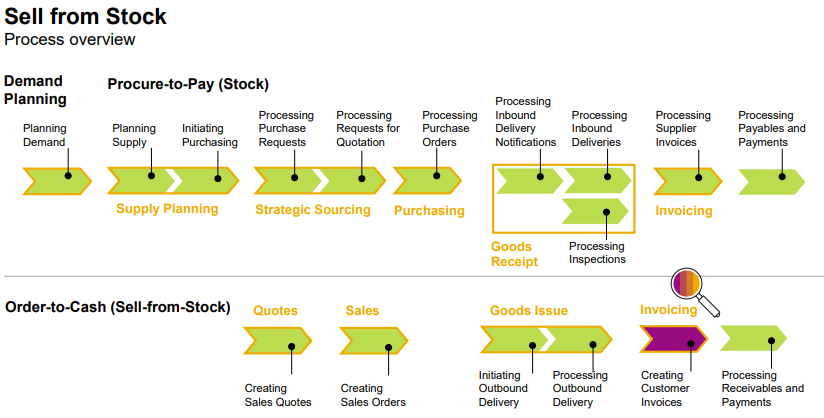 Sell from Stock
Process overview
Demand
Planning
Procure-to-Pay (Stock)
Planning
Demand
Planning
Supply
Initiating
Purchasing
Processing
Purchase
Requests
Processing
Requests for
Quotation
Processing
Purchase
Orders
Processing
Inbound
Delivery
Notifications
Processing
Inbound
Deliveries
Processing
Supplier
Invoices
Processing
Payables and
Payments
Supply Planning
Strategic Sourcing
Purchasing
Invoicing
Goods
Receipt
Processing
Inspections
Order-to-Cash (Sell-from-Stock)
Quotes
Sales
Goods Issue
Invoicing
Creating
Sales Quotes
Creating
Sales Orders
Initiating
Outbound
Delivery
Processing
Outbound
Delivery
Creating
Customer
Invoices
Processing
Receivables and
Payments